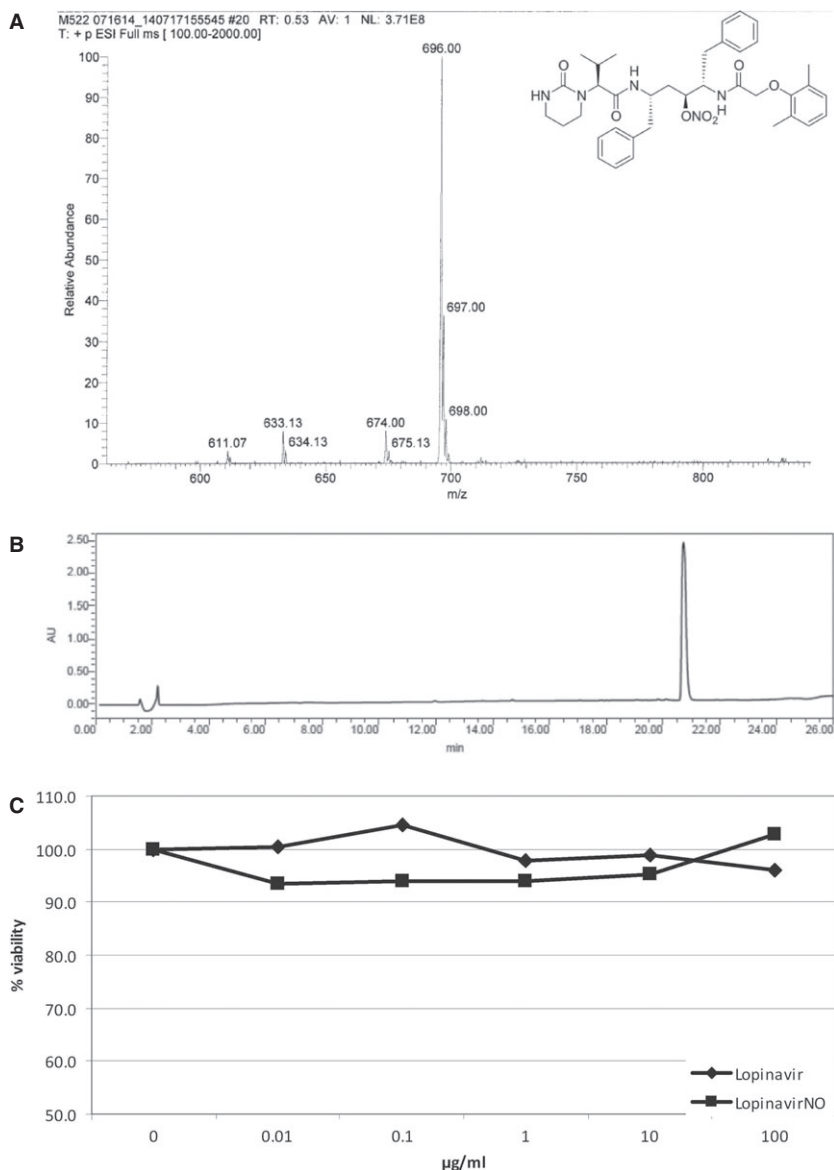 A
M522 071614_140717155545 #20 RT: 0.53 AV: 1 NL: 3.71E8
T: + p ESI Full ms [ 100.00-2000.00]
696.00
100
90
80
70
60
50
40
30
20
10
0
Relative Abundance
697.00
698.00
674.00
675.13
633.13
634.13
611.07
600
650
700
750
800
m/z
O
HN
N
O
H
N
ONO2
N
H
O
O
B
2.50
2.00
1.50
1.00
0.50
0.00
AU
0.00 2.00 4.00 6.00 8.00 10.00 12.00 14.00 16.00 18.00 20.00 22.00 24.00 26.00
min
C
110.0
100.0
90.0
80.0
70.0
60.0
50.0
% viability
Lopinavir
LopinavirNO
0 0.01 0.1 1 10 100
µg/ml